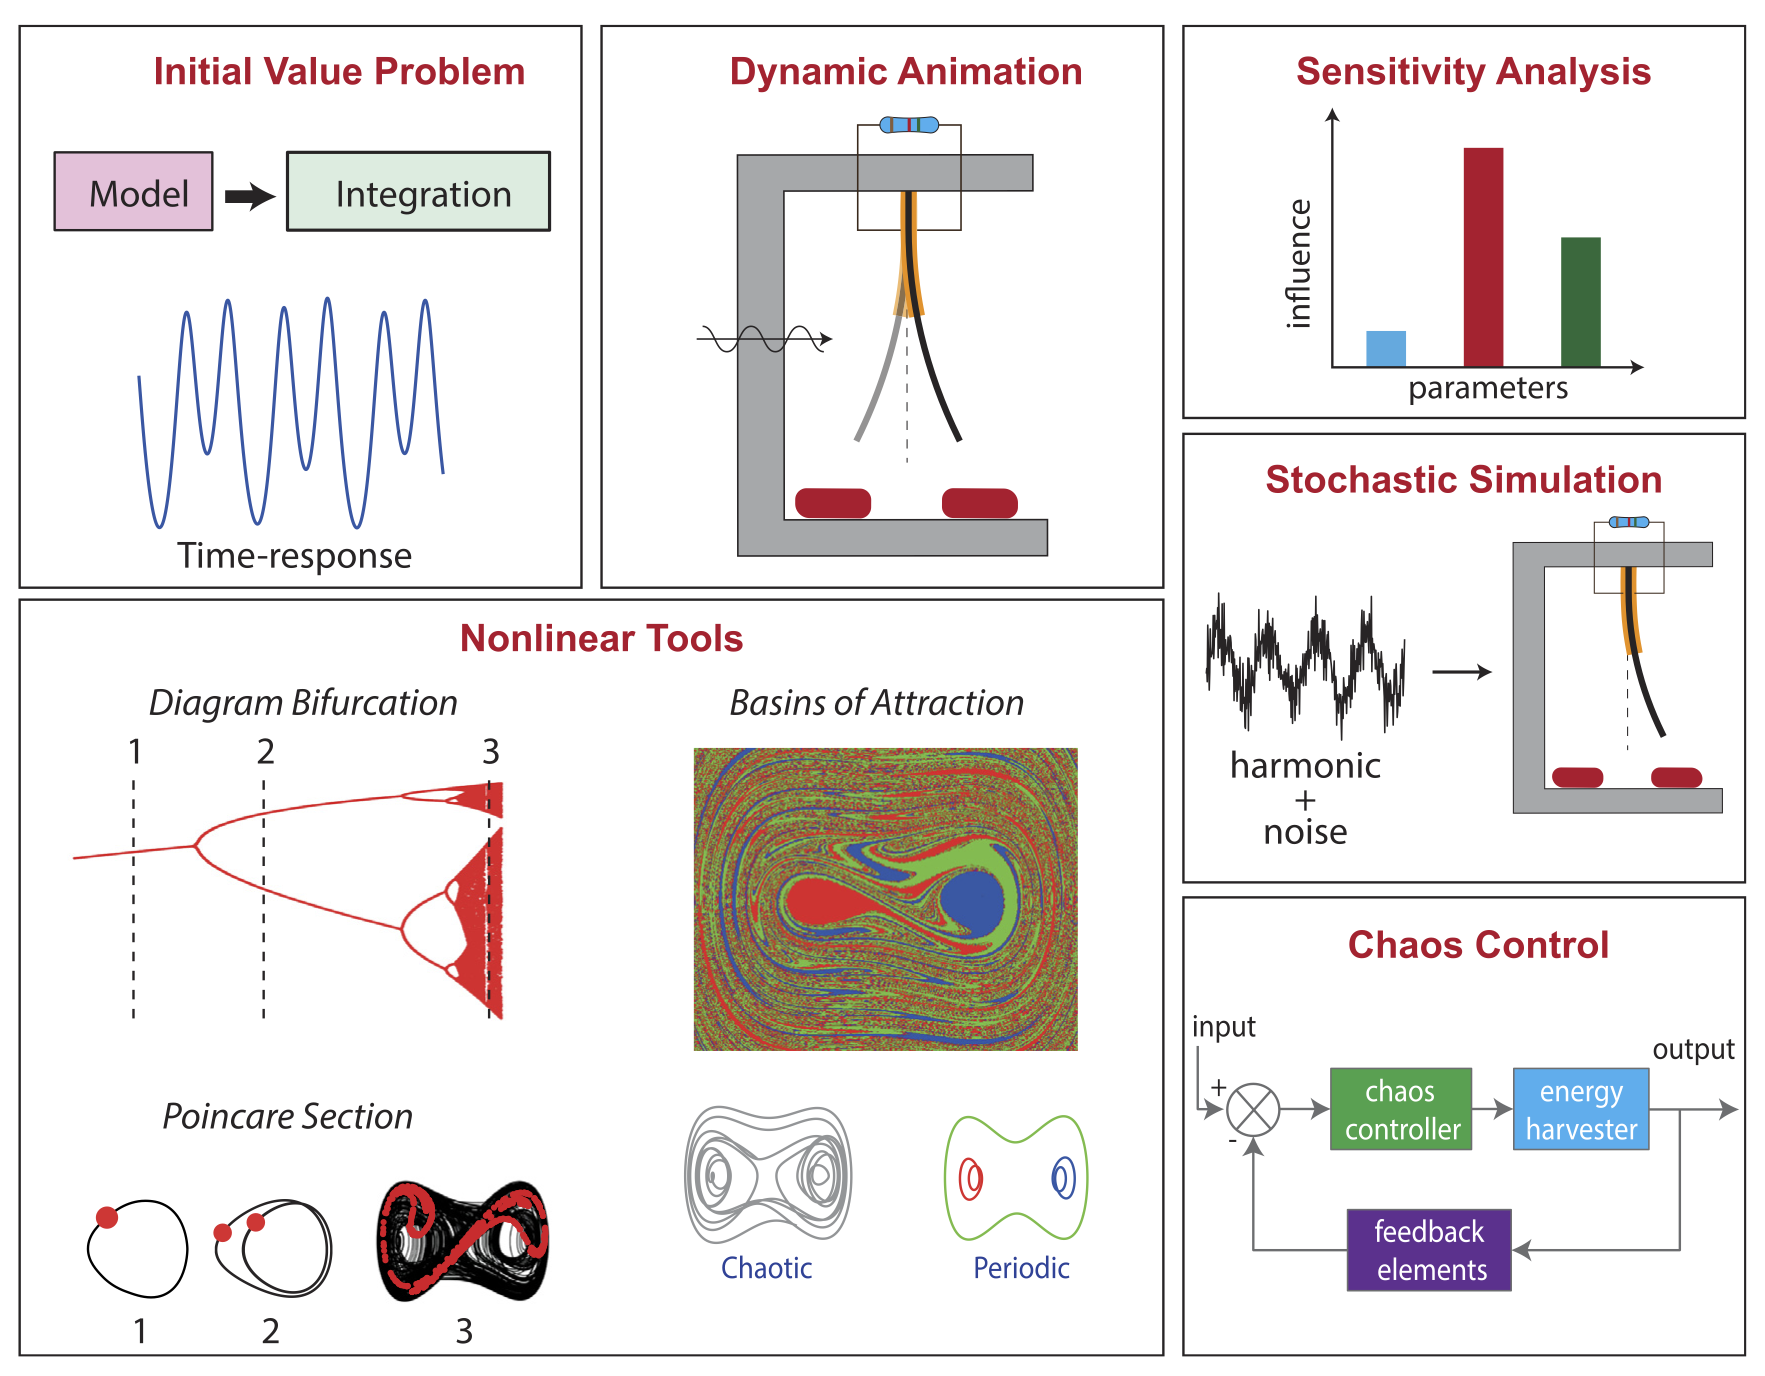 Initial Value Problem
Model
Integration
Time-response
Dynamic Animation
Sensitivity Analysis
influence
parameters
Stochastic Simulation
harmonic
+
noise
Nonlinear Tools
Diagram Bifurcation
1 2 3
Basins of Attraction
Poincare Section
1 2 3
Chaotic
Periodic
Chaos Control
input
output
+
-
chaos
controller
energy
harvester
feedback
elements